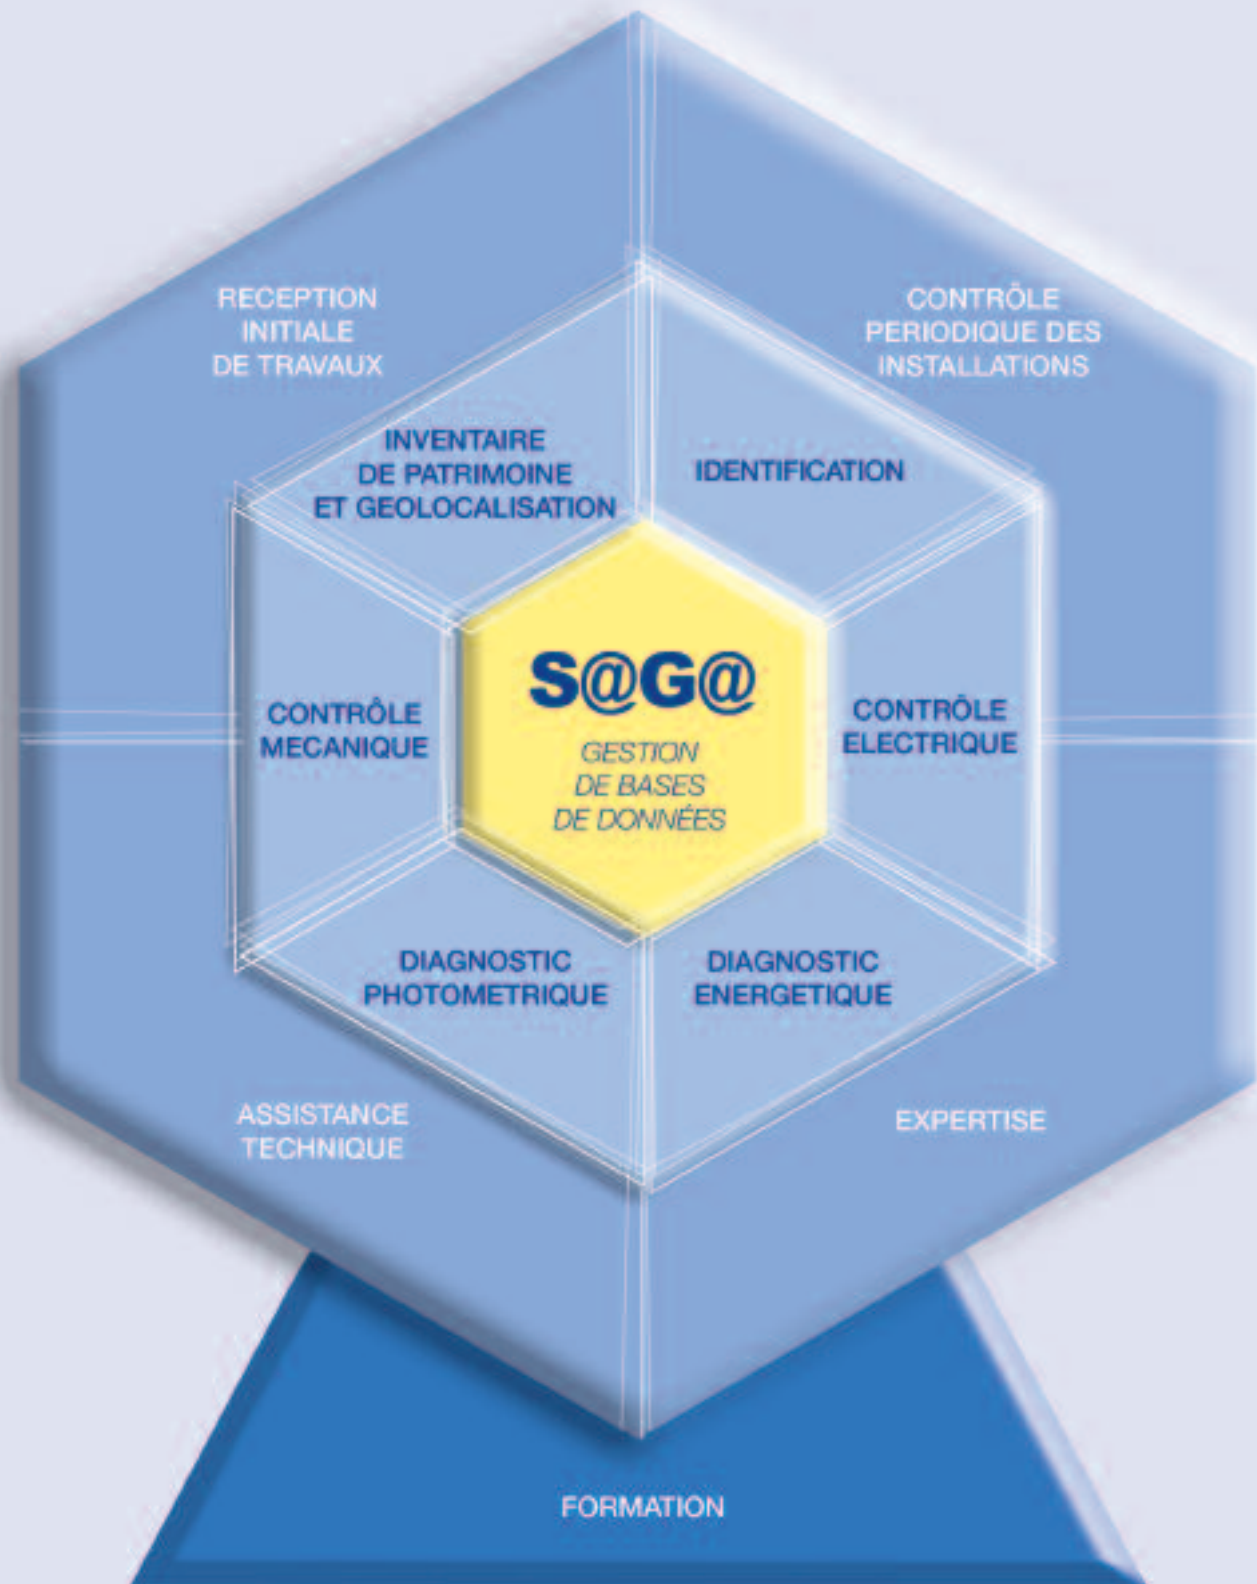 RECEPTION
INITIALE
DE TRAVAUX
CONTRÔLE
PERIODIQUE DES
INSTALLATIONS
INVENTAIRE
DE PATRIMOINE
ET GEOLOCALISATION
IDENTIFICATION
S@G@
GESTION
DE BASES
DE DONNÉES
CONTRÔLE
MECANIQUE
CONTRÔLE
ELECTRIQUE
DIAGNOSTIC
PHOTOMETRIQUE
DIAGNOSTIC
ENERGETIQUE
ASSISTANCE
TECHNIQUE
EXPERTISE
FORMATION